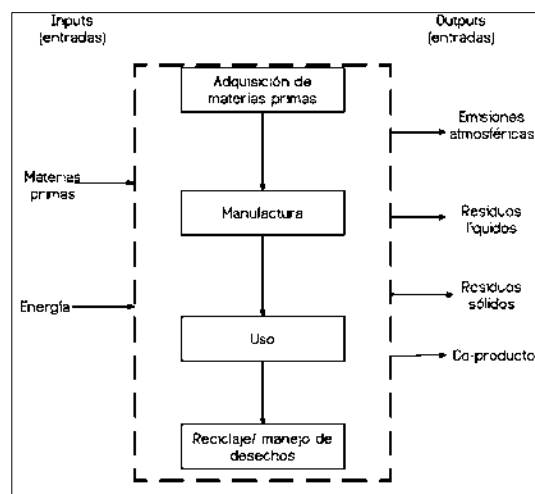 Inputs
(entradas)
Outputs
(entradas)
Adquisición de
materias primas
Emisiones
atmosféricas
Materias
primas
Manufactura
Residuos
líquidos
Energía
Residuos
sólidos
Uso
Co-producto
Reciclaje/ manejo de
desechos